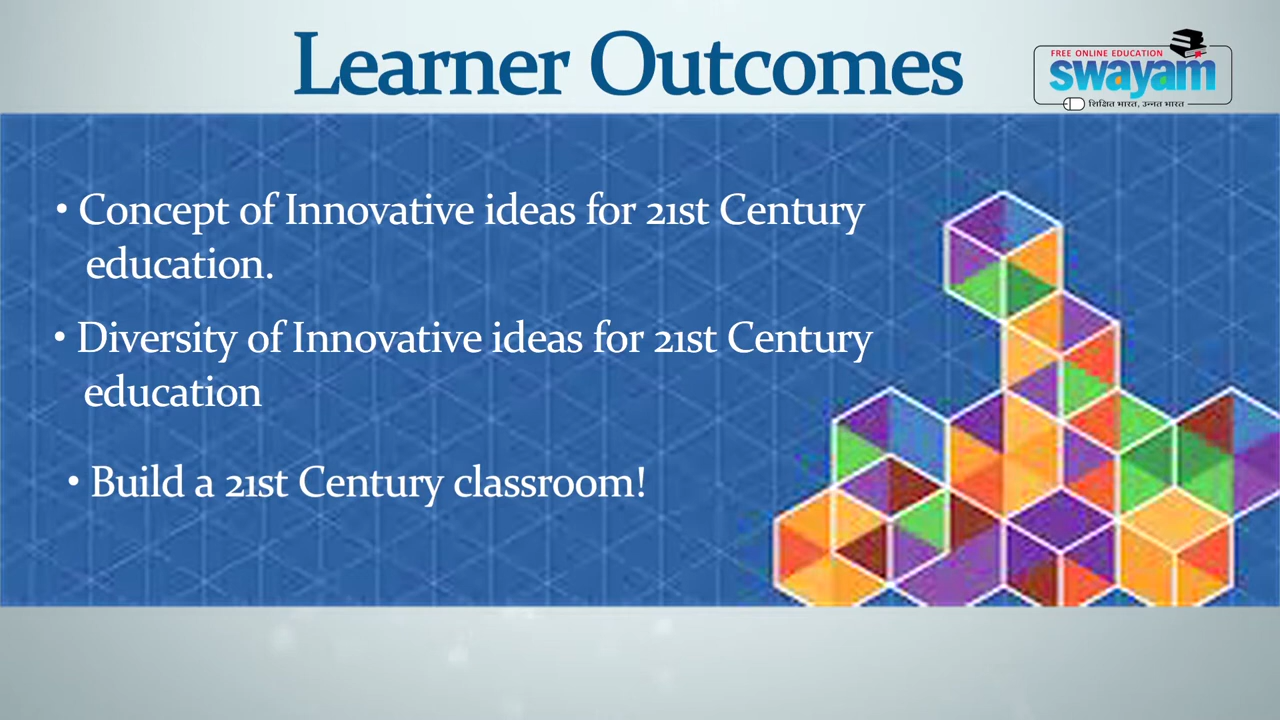 Learner Outcomes
FREE ONLINE EDUCATION
swayam
शिक्षित भारत, उन्नत भारत
• Concept of Innovative ideas for 21st Century
education.
• Diversity of Innovative ideas for 21st Century
education
• Build a 21st Century classroom!